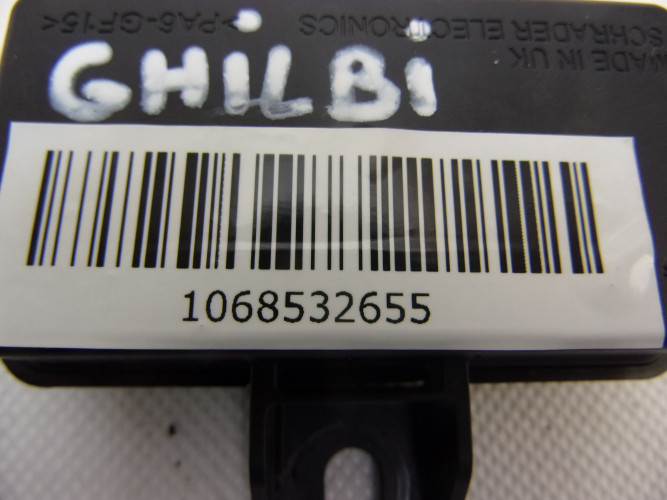 >PA6-GF15<
SCHRADER ELECTRONICS
MADE IN UK
GHiLBi
1068532655